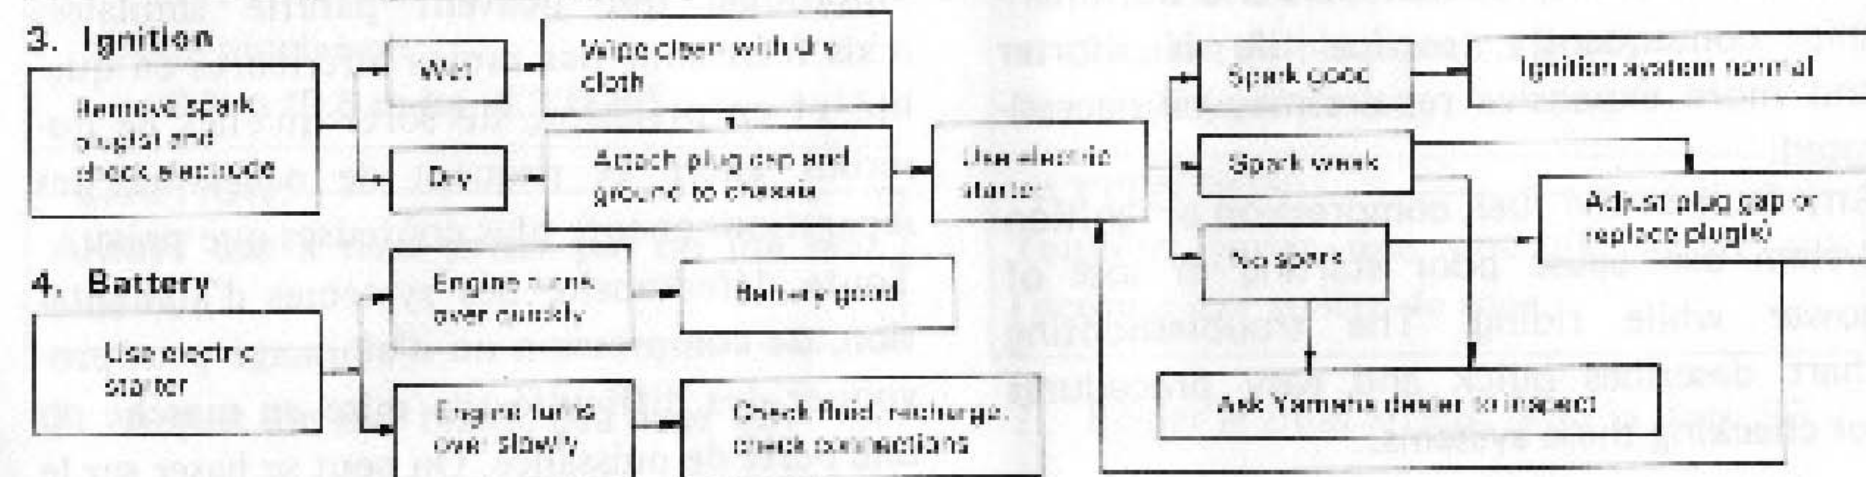 3. Ignition
Remove spark
plug(s) and
check electrode
Wet
Dry
Wipe clean with dry
cloth
Attach plug cap and
ground to chassis
Use electric
starter
Spark good
Spark weak
No spark
Ignition system normal
Adjust plug gap or
replace plug(s)
Ask Yamaha dealer to inspect
4. Battery
Use electric
starter
Engine turns
over quickly
Engine turns
over slowly
Battery good
Check fluid, recharge,
check connections